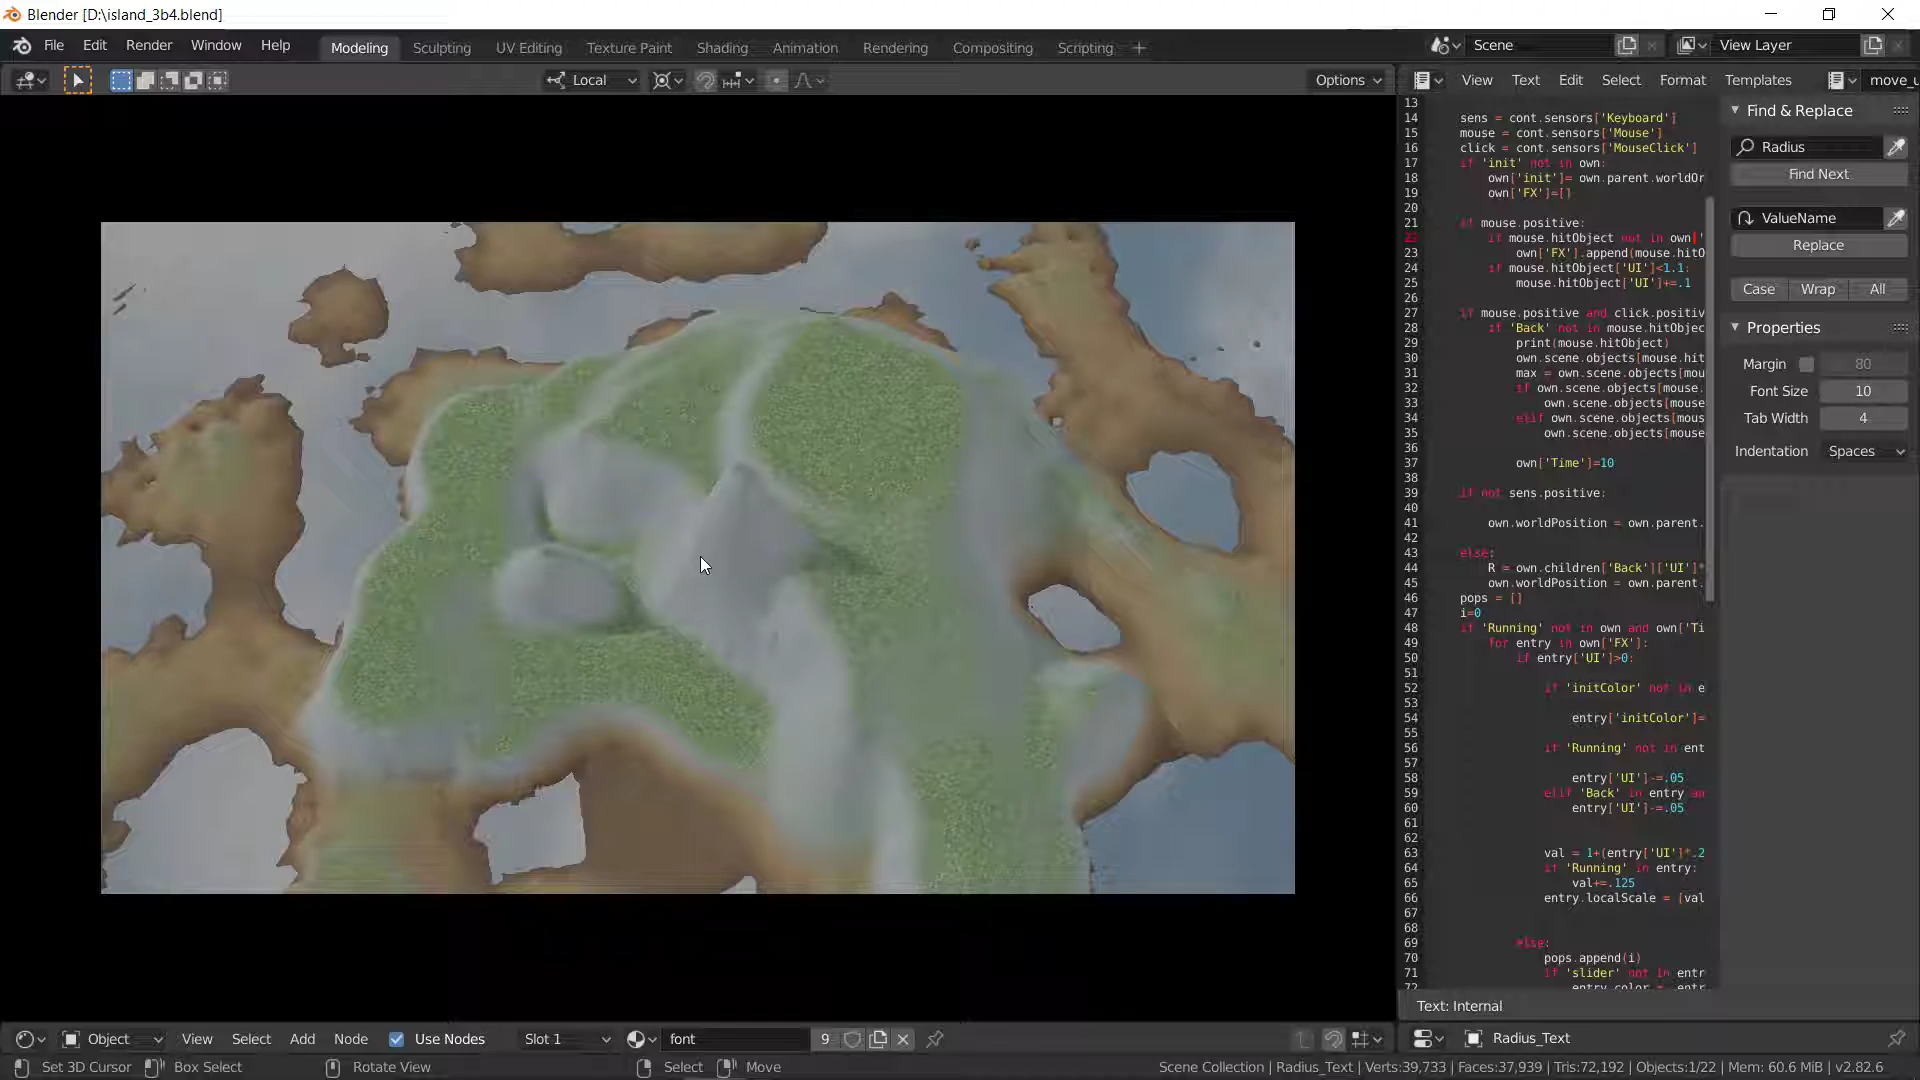 Blender [D:\island_3b4.blend]
File Edit Render Window Help Modeling Sculpting UV Editing Texture Paint Shading Animation Rendering Compositing Scripting Scene View Layer
Local Options View Text Edit Select Format Templates move_u
13
14 sens = cont.sensors['Keyboard']
15 mouse = cont.sensors['Mouse']
16 click = cont.sensors['MouseClick']
17 if 'init' not in own:
18 own['init']= own.parent.worldOr
19 own['FX']=[]
20
21 if mouse.positive:
22 if mouse.hitObject not in own['
23 own['FX'].append(mouse.hitO
24 if mouse.hitObject['UI']<1.1:
25 mouse.hitObject['UI']+=.1
26
27 if mouse.positive and click.positiv
28 if 'Back' not in mouse.hitObjec
29 print(mouse.hitObject)
30 own.scene.objects[mouse.hit
31 max = own.scene.objects[mou
32 if own.scene.objects[mouse.
33 own.scene.objects[mouse
34 elif own.scene.objects[mous
35 own.scene.objects[mouse
36
37 own['Time']=10
38
39 if not sens.positive:
40
41 own.worldPosition = own.parent.
42
43 else:
44 R = own.children['Back']['UI']*
45 own.worldPosition = own.parent.
46 pops = []
47 i=0
48 if 'Running' not in own and own['Ti
49 for entry in own['FX']:
50 if entry['UI']>0:
51
52 if 'initColor' not in e
53
54 entry['initColor']=
55
56 if 'Running' not in ent
57
58 entry['UI']-=.05
59 elif 'Back' in entry an
60 entry['UI']-=.05
61
62
63 val = 1+(entry['UI']*.2
64 if 'Running' in entry:
65 val+=.125
66 entry.localScale = [val
67
68
69 else:
70 pops.append(i)
71 if 'slider' not in entr
72
Find & Replace
Radius
Find Next
ValueName
Replace
Case Wrap All
Properties
Margin 80
Font Size 10
Tab Width 4
Indentation Spaces
Text: Internal
Object View Select Add Node Use Nodes Slot 1 font 9 Radius_Text
Set 3D Cursor Box Select Rotate View Select Move Scene Collection | Radius_Text | Verts:39,733 | Faces:37,939 | Tris:72,192 | Objects:1/22 | Mem: 60.6 MiB | v2.82.6